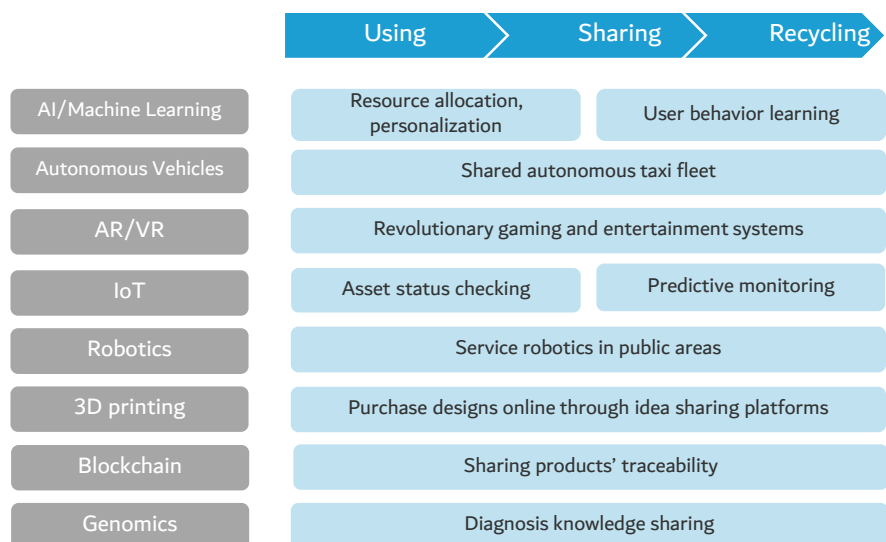 Using
Sharing
Recycling
AI/Machine Learning
Resource allocation,
personalization
User behavior learning
Autonomous Vehicles
Shared autonomous taxi fleet
AR/VR
Revolutionary gaming and entertainment systems
IoT
Asset status checking
Predictive monitoring
Robotics
Service robotics in public areas
3D printing
Purchase designs online through idea sharing platforms
Blockchain
Sharing products’ traceability
Genomics
Diagnosis knowledge sharing